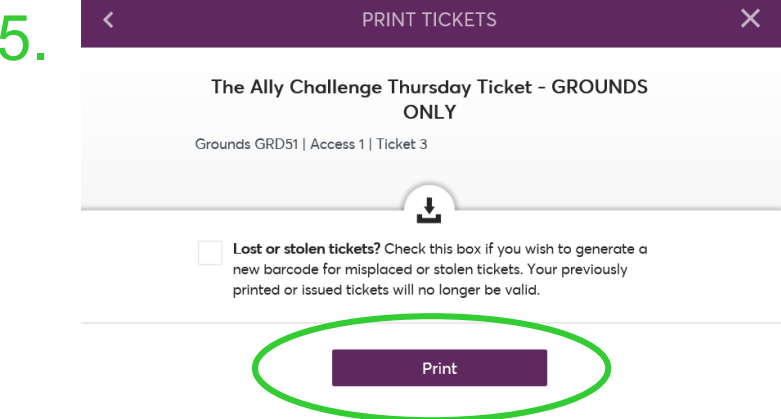 5.
PRINT TICKETS
The Ally Challenge Thursday Ticket - GROUNDS
ONLY
Grounds GRD51 | Access 1 | Ticket 3
Lost or stolen tickets? Check this box if you wish to generate a
new barcode for misplaced or stolen tickets. Your previously
printed or issued tickets will no longer be valid.
Print